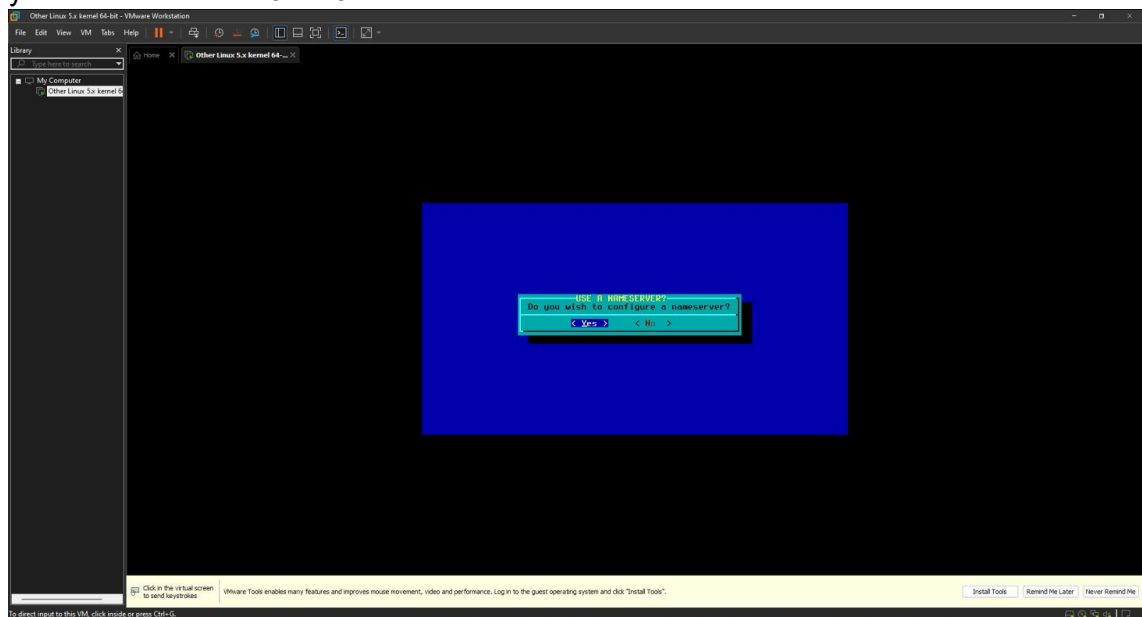 Other Linux 5.x kernel 64-bit - VMware Workstation
File Edit View VM Tabs Help
Library
Type here to search
My Computer
Other Linux 5.x kernel 6
Home
Other Linux 5.x kernel 64-...
USE A NAMESERVER?
Do you wish to configure a nameserver?
< Yes > < No >
Click in the virtual screen
to send keystrokes
VMware Tools enables many features and improves mouse movement, video and performance. Log in to the guest operating system and click "Install Tools".
Install Tools Remind Me Later Never Remind Me
To direct input to this VM, click inside or press Ctrl+G.